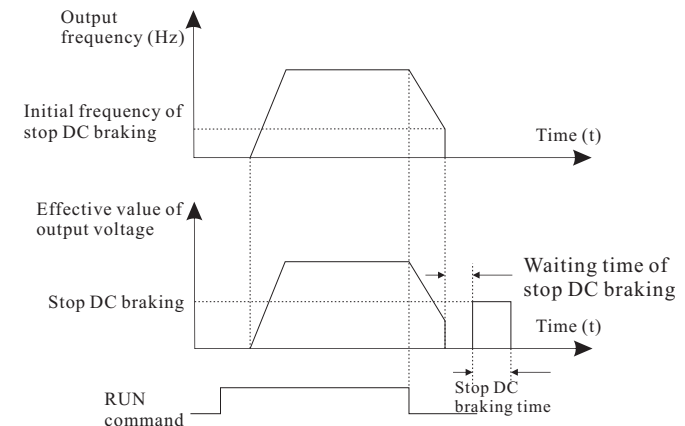 Output
frequency (Hz)
Initial frequency of
stop DC braking
Time (t)
Effective value of
output voltage
Waiting time of
stop DC braking
Stop DC braking
Time (t)
Stop DC
braking time
RUN
command